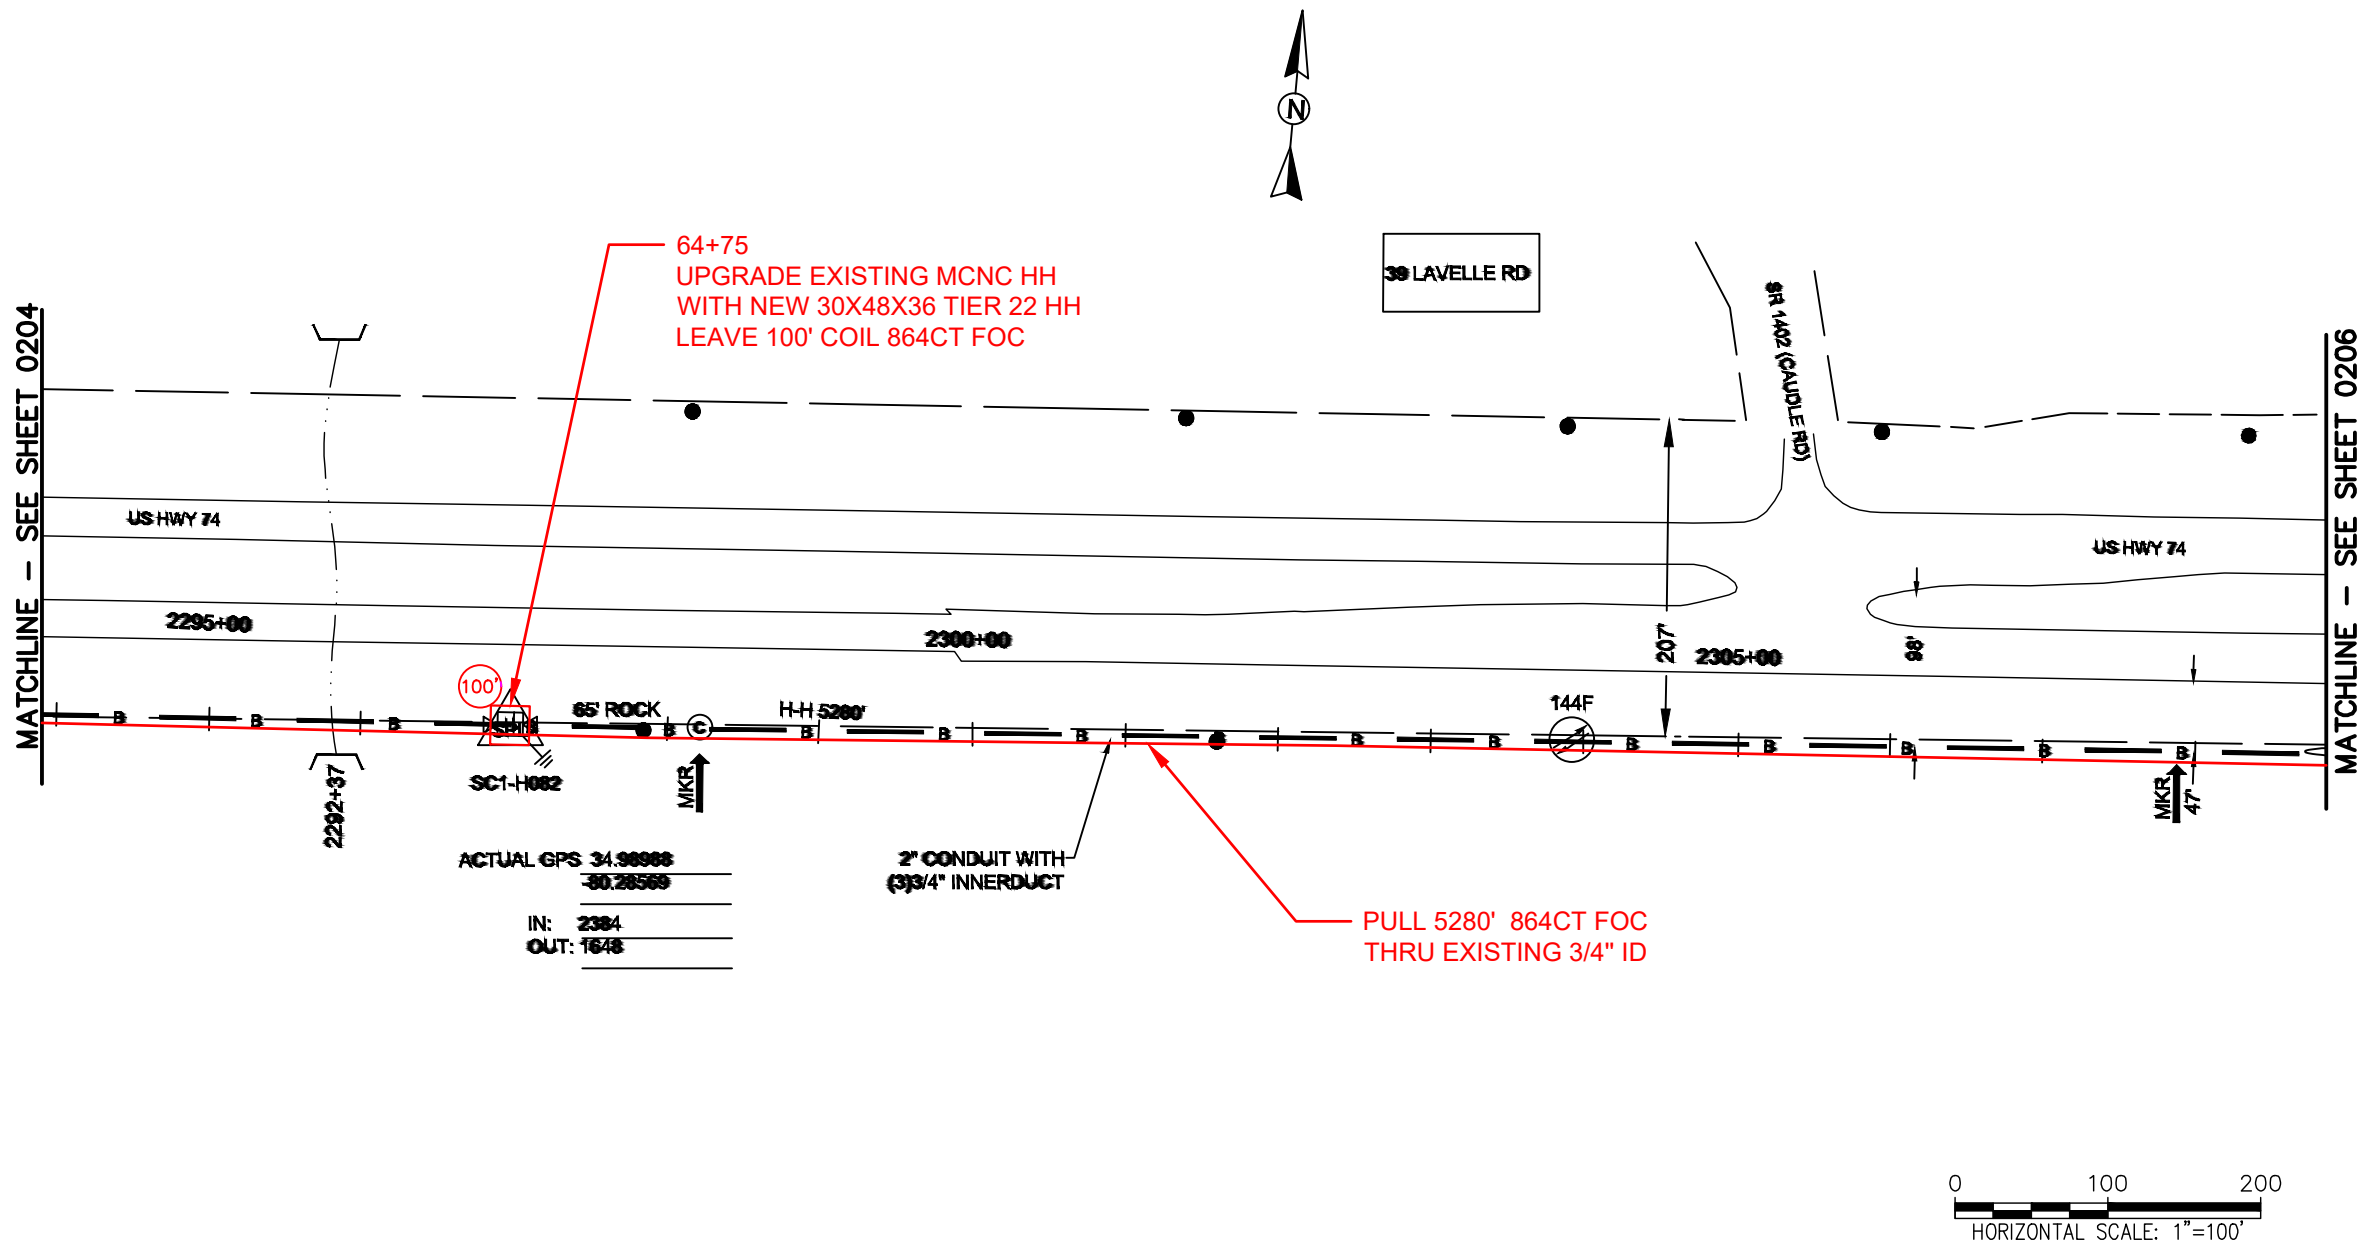 N
64+75
UPGRADE EXISTING MCNC HH
WITH NEW 30X48X36 TIER 22 HH
LEAVE 100' COIL 864CT FOC
39 LAVELLE RD
SR 1402 (CAUDLE RD)
MATCHLINE - SEE SHEET 0204
MATCHLINE - SEE SHEET 0206
US HWY 74
US HWY 74
2295+00
2300+00
2305+00
207'
98'
100'
65' ROCK
H-H 5280'
144F
B B B B C B B B B B B B B B B B
SC1-H082
MKR
MKR
47'
2292+37
ACTUAL GPS 34.98988
-80.28569
IN: 2384
OUT: 1648
2" CONDUIT WITH
(3)3/4" INNERDUCT
PULL 5280' 864CT FOC
THRU EXISTING 3/4" ID
0 100 200
HORIZONTAL SCALE: 1"=100'